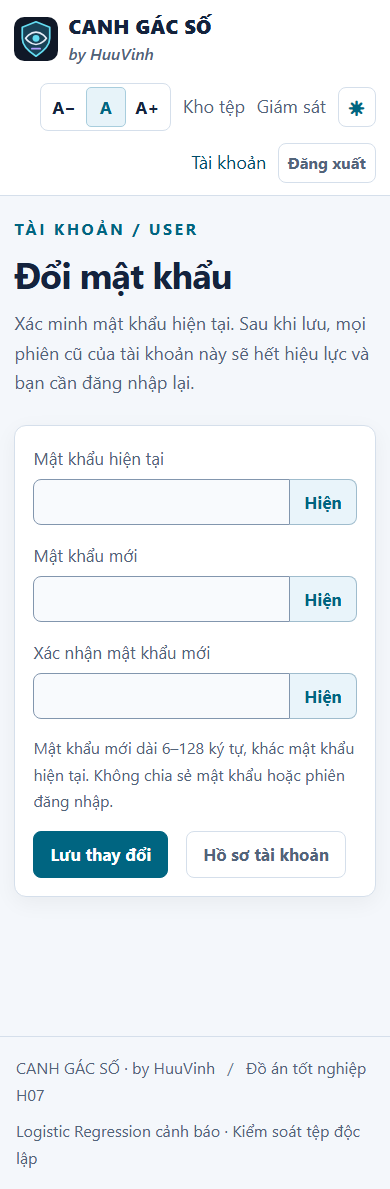 CANH GÁC SỐ
by HuuVinh
A− A A+ Kho tệp Giám sát
Tài khoản Đăng xuất
TÀI KHOẢN / USER
Đổi mật khẩu
Xác minh mật khẩu hiện tại. Sau khi lưu, mọi
phiên cũ của tài khoản này sẽ hết hiệu lực và
bạn cần đăng nhập lại.
Mật khẩu hiện tại
Hiện
Mật khẩu mới
Hiện
Xác nhận mật khẩu mới
Hiện
Mật khẩu mới dài 6–128 ký tự, khác mật khẩu
hiện tại. Không chia sẻ mật khẩu hoặc phiên
đăng nhập.
Lưu thay đổi Hồ sơ tài khoản
CANH GÁC SỐ · by HuuVinh / Đồ án tốt nghiệp
H07
Logistic Regression cảnh báo · Kiểm soát tệp độc
lập